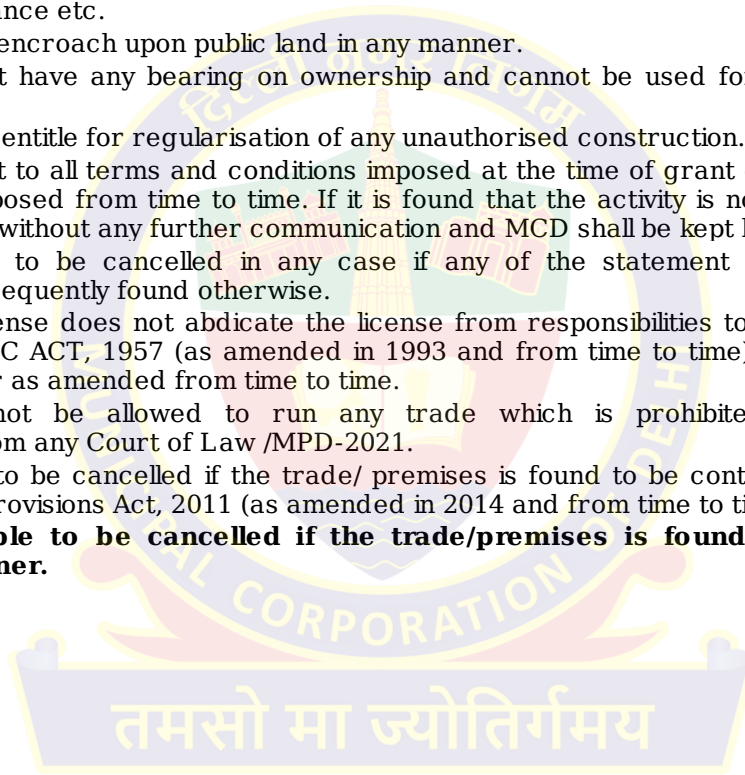 ance etc.
encroach upon public land in any manner.
t have any bearing on ownership and cannot be used for
entitle for regularisation of any unauthorised construction.
t to all terms and conditions imposed at the time of grant
posed from time to time. If it is found that the activity is no
without any further communication and MCD shall be kept
to be cancelled in any case if any of the statement
sequently found otherwise.
ense does not abdicate the license from responsibilities to
C ACT, 1957 (as amended in 1993 and from time to time)
r as amended from time to time.
not be allowed to run any trade which is prohibite
om any Court of Law /MPD-2021.
to be cancelled if the trade/ premises is found to be cont
rovisions Act, 2011 (as amended in 2014 and from time to ti
ble to be cancelled if the trade/premises is found
ner.
दिल्ली नगर निगम
MUNICIPAL CORPORATION OF DELHI
तमसो मा ज्योतिर्गमय